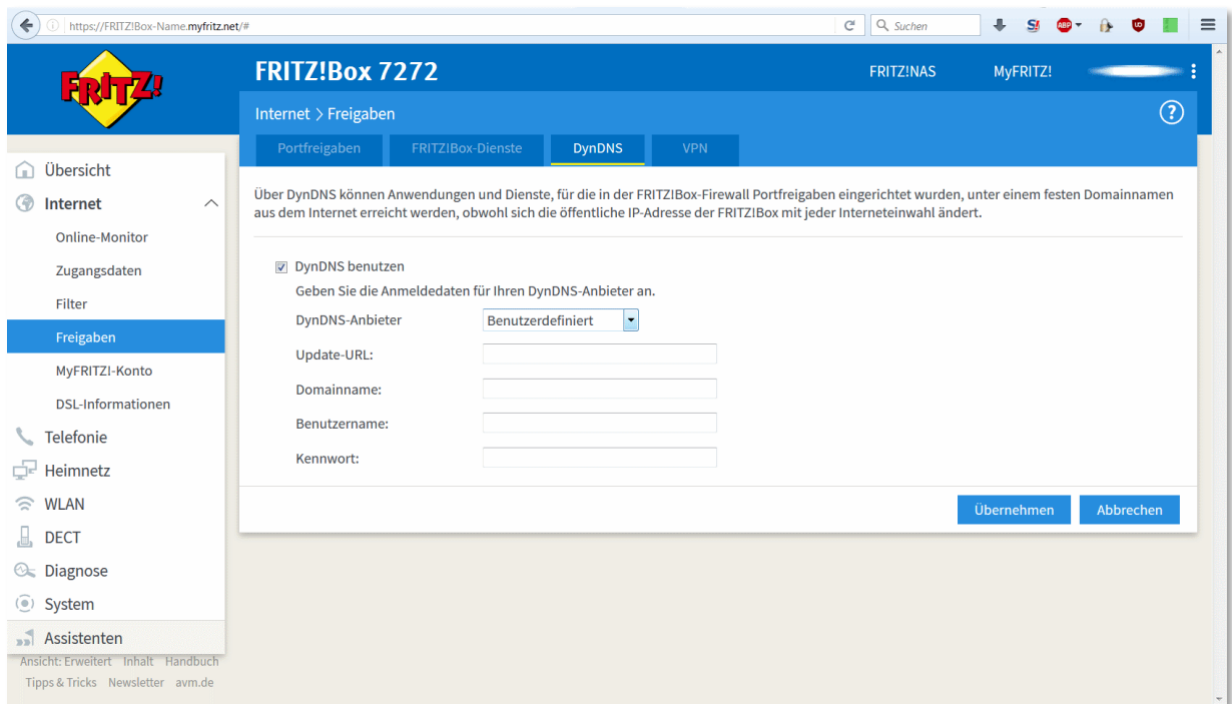 https://FRITZ!Box-Name.myfritz.net/#
Suchen
S!
ABP
FRITZ!
FRITZ!Box 7272
FRITZ!NAS
MyFRITZ!
Internet > Freigaben
?
Portfreigaben
FRITZ!Box-Dienste
DynDNS
VPN
Übersicht
Internet
Online-Monitor
Zugangsdaten
Filter
Freigaben
MyFRITZ!-Konto
DSL-Informationen
Telefonie
Heimnetz
WLAN
DECT
Diagnose
System
Assistenten
Ansicht: Erweitert Inhalt Handbuch
Tipps & Tricks Newsletter avm.de
Über DynDNS können Anwendungen und Dienste, für die in der FRITZ!Box-Firewall Portfreigaben eingerichtet wurden, unter einem festen Domainnamen
aus dem Internet erreicht werden, obwohl sich die öffentliche IP-Adresse der FRITZ!Box mit jeder Interneteinwahl ändert.
DynDNS benutzen
Geben Sie die Anmeldedaten für Ihren DynDNS-Anbieter an.
DynDNS-Anbieter
Benutzerdefiniert
Update-URL:
Domainname:
Benutzername:
Kennwort:
Übernehmen
Abbrechen